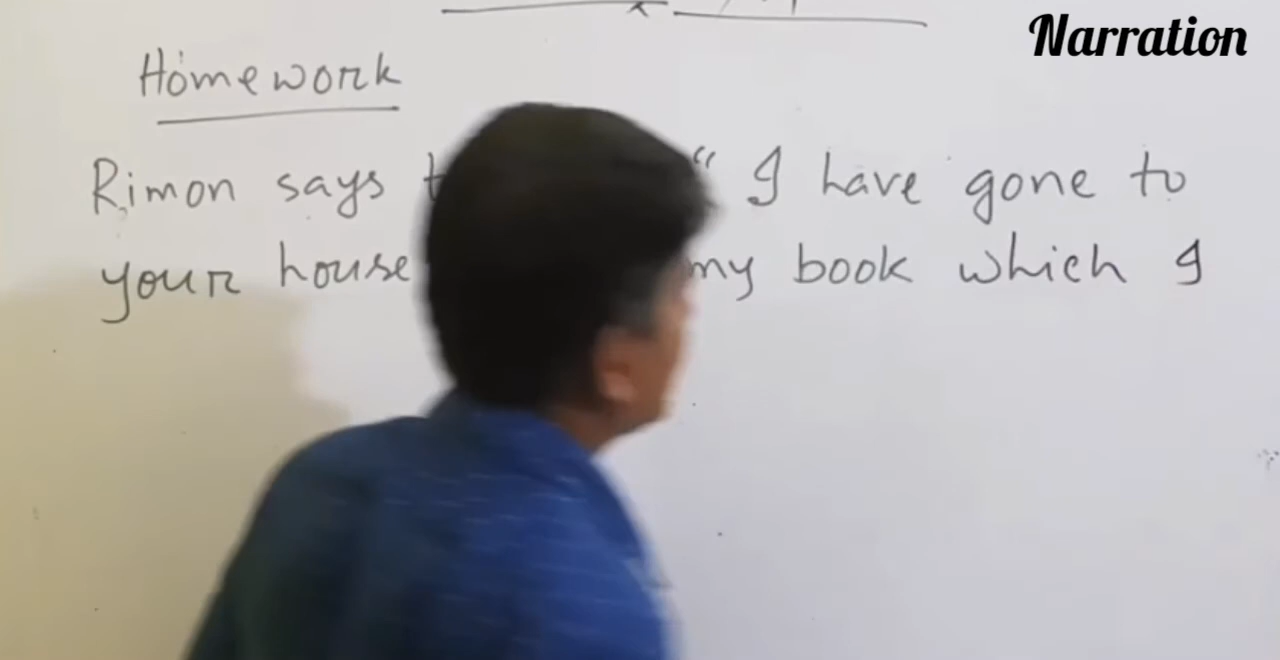 Narration
Homework
Rimon says “ I have gone to
your house my book which I